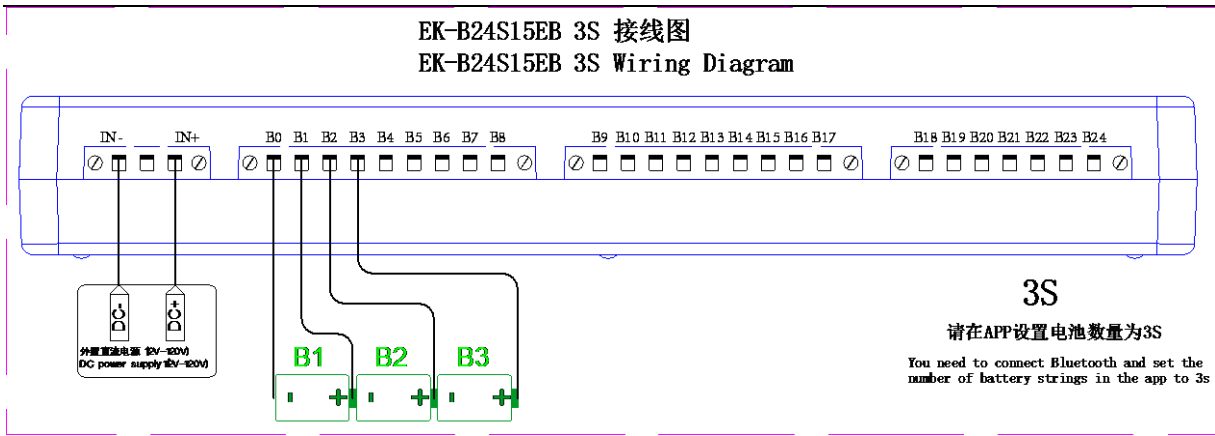 EK-B24S15EB 3S 接线图
EK-B24S15EB 3S Wiring Diagram
IN- IN+ B0 B1 B2 B3 B4 B5 B6 B7 B8 B9 B10 B11 B12 B13 B14 B15 B16 B17 B18 B19 B20 B21 B22 B23 B24
DC- DC+
外置直流电源 12V-120V)
DC power supply 12V-120V)
B1 B2 B3
- + - + - +
3S
请在APP设置电池数量为3S
You need to connect Bluetooth and set the
number of battery strings in the app to 3s